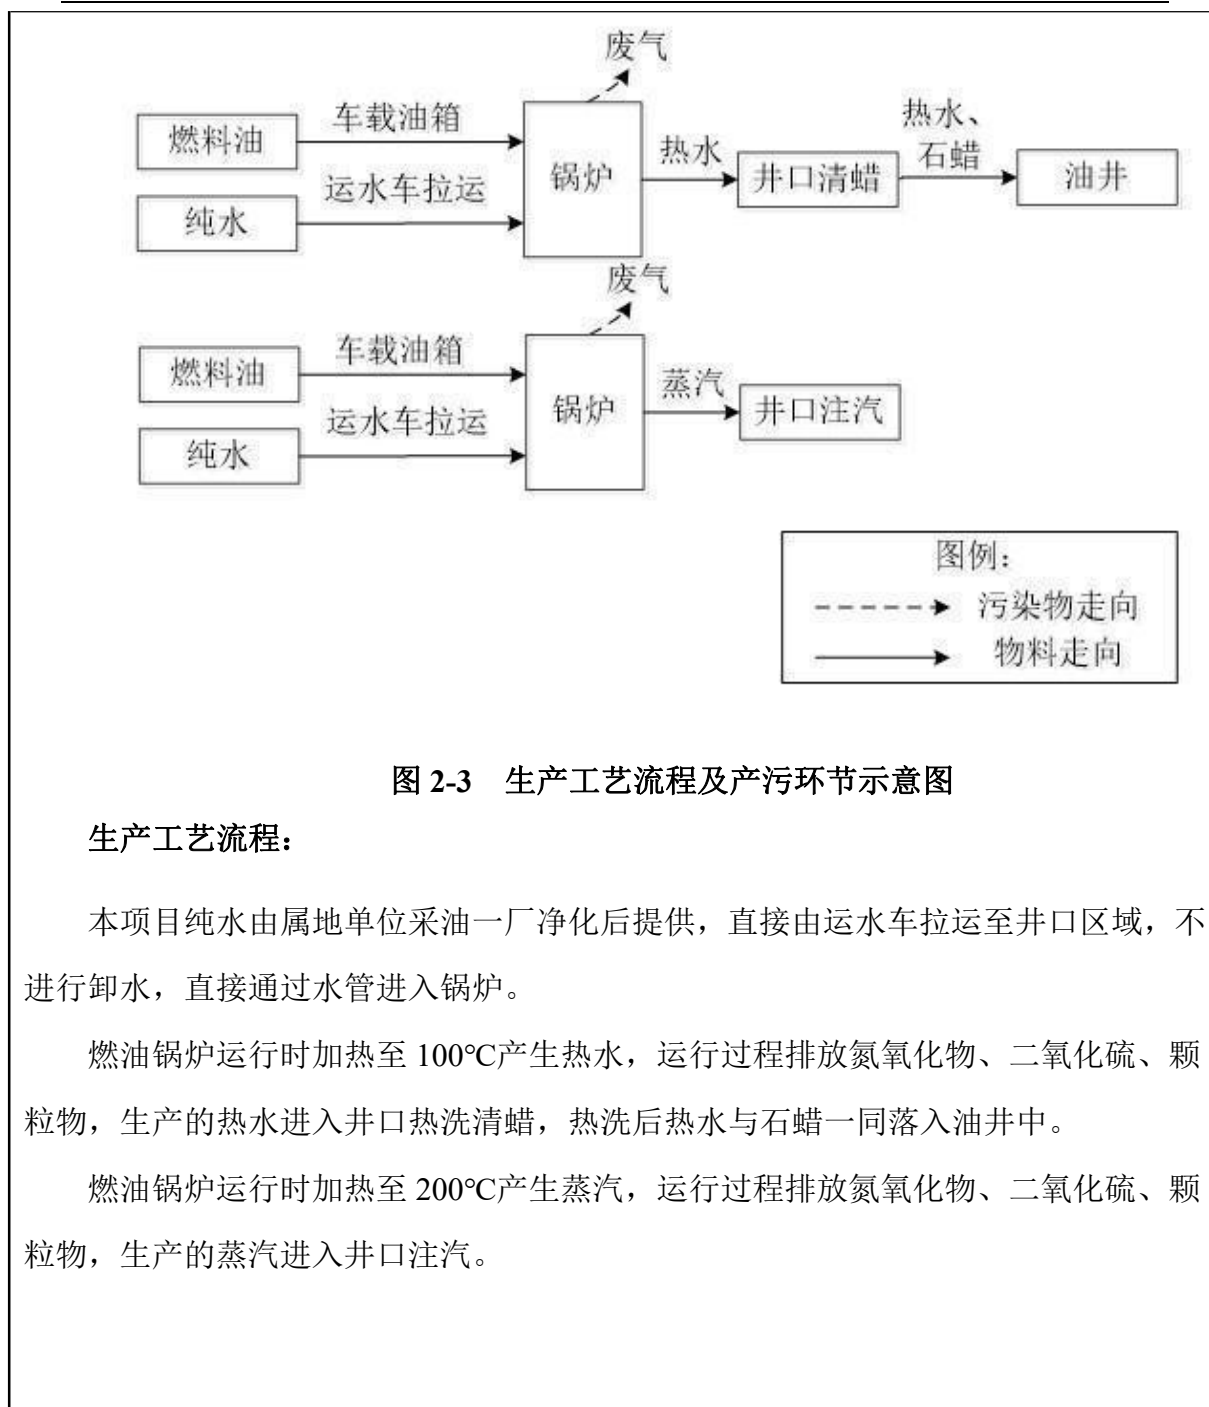 废气
燃料油
车载油箱
纯水
运水车拉运
锅炉
热水
井口清蜡
热水、
石蜡
油井
废气
燃料油
车载油箱
纯水
运水车拉运
锅炉
蒸汽
井口注汽
图例：
污染物走向
物料走向
图 2-3 生产工艺流程及产污环节示意图
生产工艺流程：
本项目纯水由属地单位采油一厂净化后提供，直接由运水车拉运至井口区域，不
进行卸水，直接通过水管进入锅炉。
燃油锅炉运行时加热至 100℃产生热水，运行过程排放氮氧化物、二氧化硫、颗
粒物，生产的热水进入井口热洗清蜡，热洗后热水与石蜡一同落入油井中。
燃油锅炉运行时加热至 200℃产生蒸汽，运行过程排放氮氧化物、二氧化硫、颗
粒物，生产的蒸汽进入井口注汽。